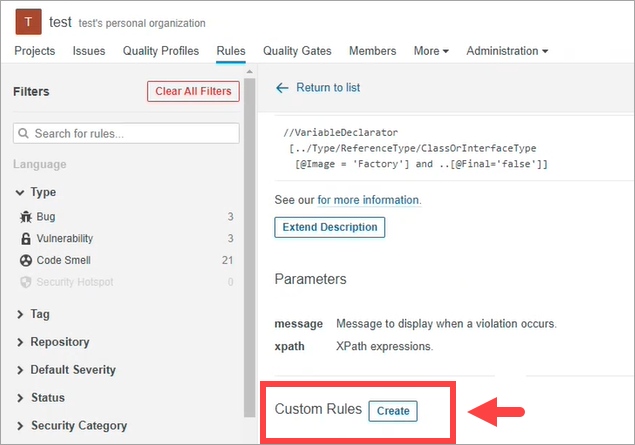 T test test's personal organization
Projects Issues Quality Profiles Rules Quality Gates Members More Administration
Filters Clear All Filters
Search for rules...
Language
Type
Bug 3
Vulnerability 3
Code Smell 21
Security Hotspot 0
Tag
Repository
Default Severity
Status
Security Category
Return to list
//VariableDeclarator
[../Type/ReferenceType/ClassOrInterfaceType
[@Image = 'Factory'] and ..[@Final='false']]
See our for more information.
Extend Description
Parameters
message Message to display when a violation occurs.
xpath XPath expressions.
Custom Rules Create